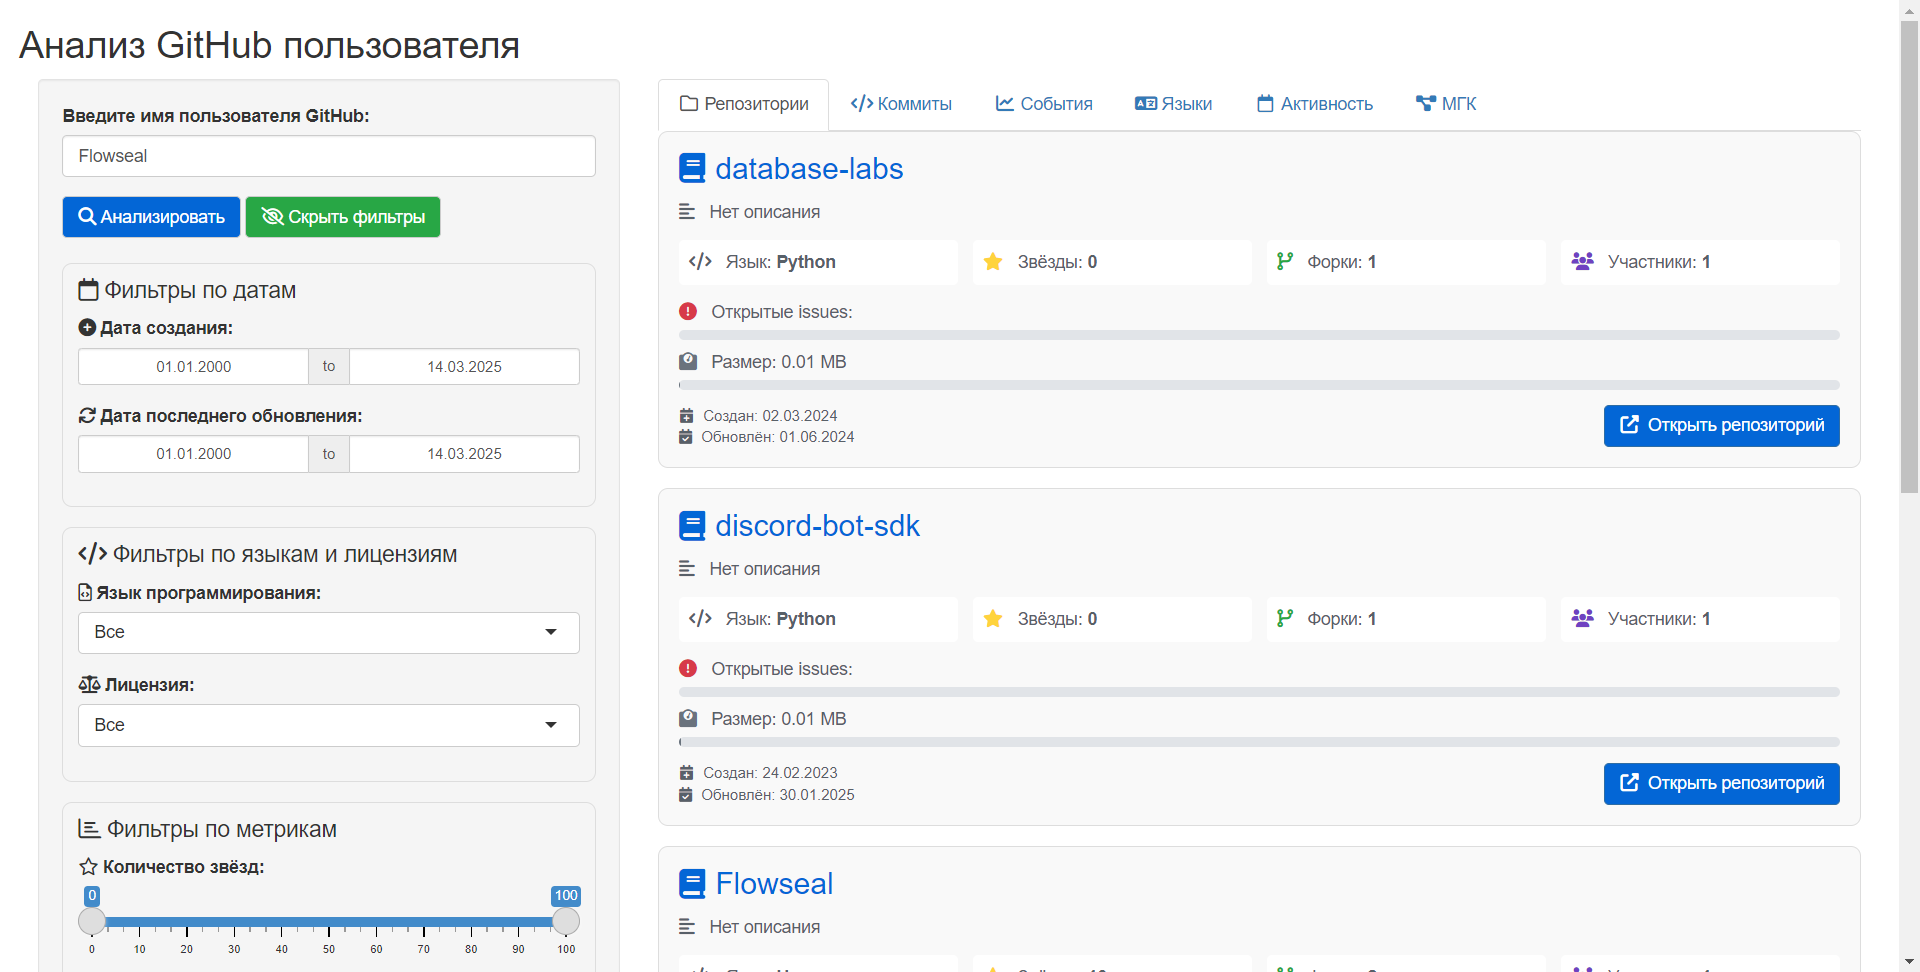 Анализ GitHub пользователя
Введите имя пользователя GitHub:
Flowseal
Анализировать
Скрыть фильтры
Фильтры по датам
Дата создания:
01.01.2000 to 14.03.2025
Дата последнего обновления:
01.01.2000 to 14.03.2025
Фильтры по языкам и лицензиям
Язык программирования:
Все
Лицензия:
Все
Фильтры по метрикам
Количество звёзд:
0 100
0 10 20 30 40 50 60 70 80 90 100
Репозитории Коммиты События Языки Активность МГК
database-labs
Нет описания
Язык: Python Звёзды: 0 Форки: 1 Участники: 1
Открытые issues:
Размер: 0.01 MB
Создан: 02.03.2024
Обновлён: 01.06.2024
Открыть репозиторий
discord-bot-sdk
Нет описания
Язык: Python Звёзды: 0 Форки: 1 Участники: 1
Открытые issues:
Размер: 0.01 MB
Создан: 24.02.2023
Обновлён: 30.01.2025
Открыть репозиторий
Flowseal
Нет описания